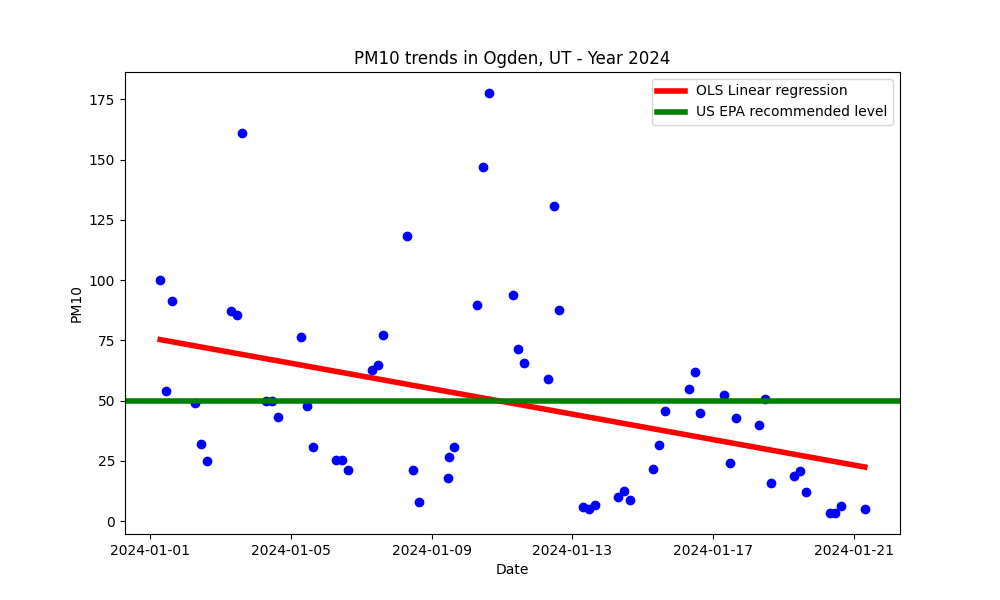 PM10 trends in Ogden, UT - Year 2024
OLS Linear regression
US EPA recommended level
175
150
125
100
75
50
25
0
PM10
2024-01-01
2024-01-05
2024-01-09
2024-01-13
2024-01-17
2024-01-21
Date